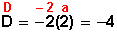 D −2 a
D = −2(2) = −4